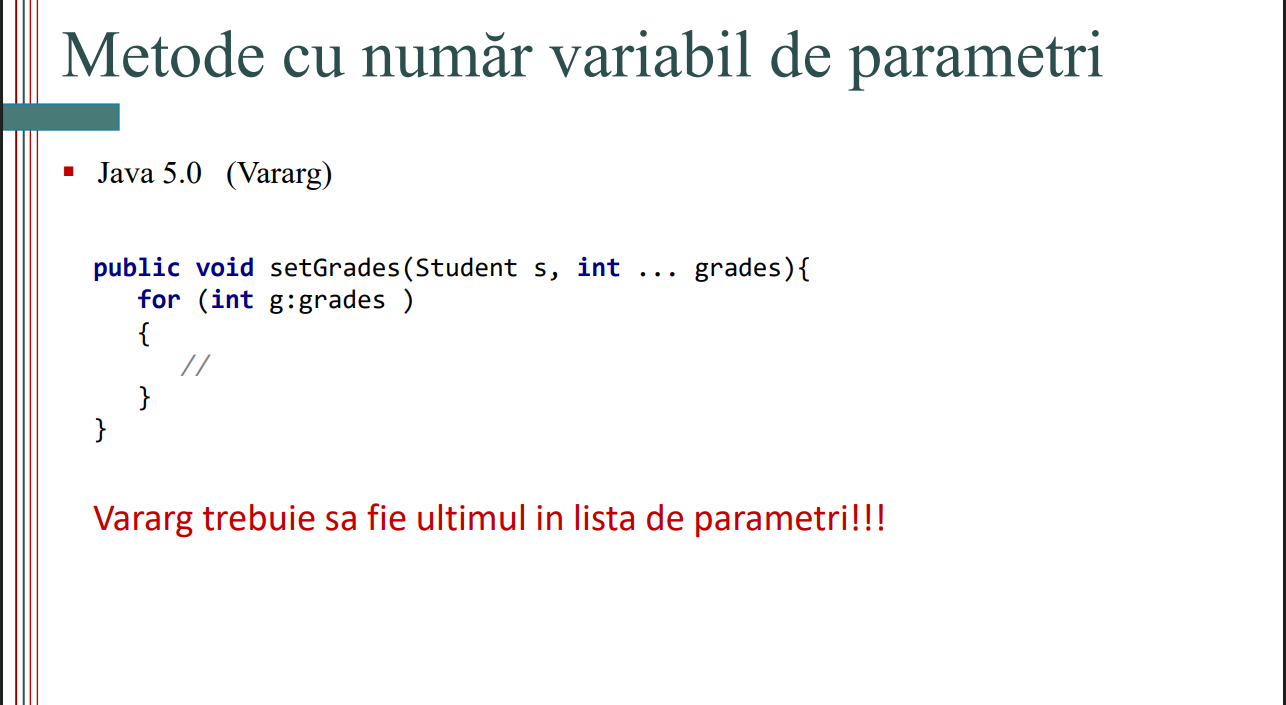 Metode cu număr variabil de parametri
Java 5.0 (Vararg)
public void setGrades(Student s, int ... grades){
for (int g:grades )
{
//
}
}
Vararg trebuie sa fie ultimul in lista de parametri!!!